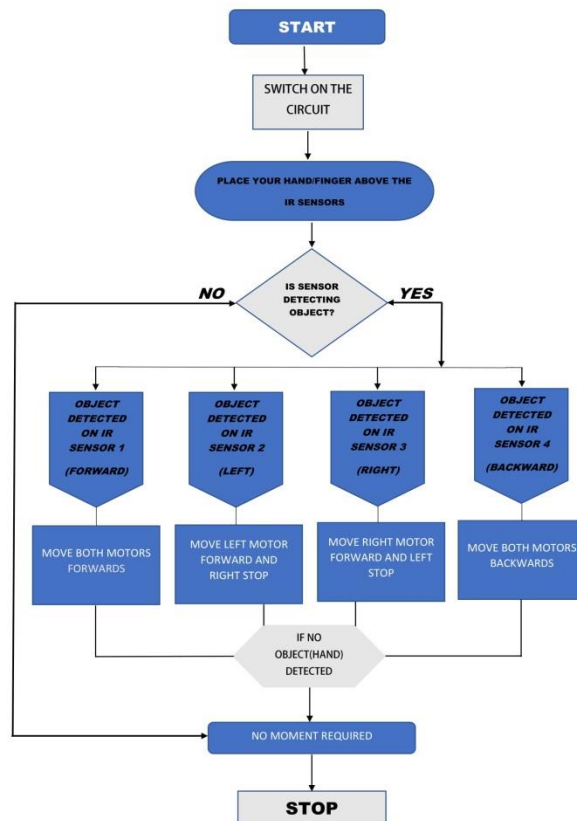 START
SWITCH ON THE
CIRCUIT
PLACE YOUR HAND/FINGER ABOVE THE
IR SENSORS
IS SENSOR
DETECTING
OBJECT?
NO
YES
OBJECT
DETECTED
ON IR
SENSOR 1
(FORWARD)
OBJECT
DETECTED
ON IR
SENSOR 2
(LEFT)
OBJECT
DETECTED
ON IR
SENSOR 3
(RIGHT)
OBJECT
DETECTED
ON IR
SENSOR 4
(BACKWARD)
MOVE BOTH MOTORS
FORWARDS
MOVE LEFT MOTOR
FORWARD AND
RIGHT STOP
MOVE RIGHT MOTOR
FORWARD AND LEFT
STOP
MOVE BOTH MOTORS
BACKWARDS
IF NO
OBJECT(HAND)
DETECTED
NO MOMENT REQUIRED
STOP